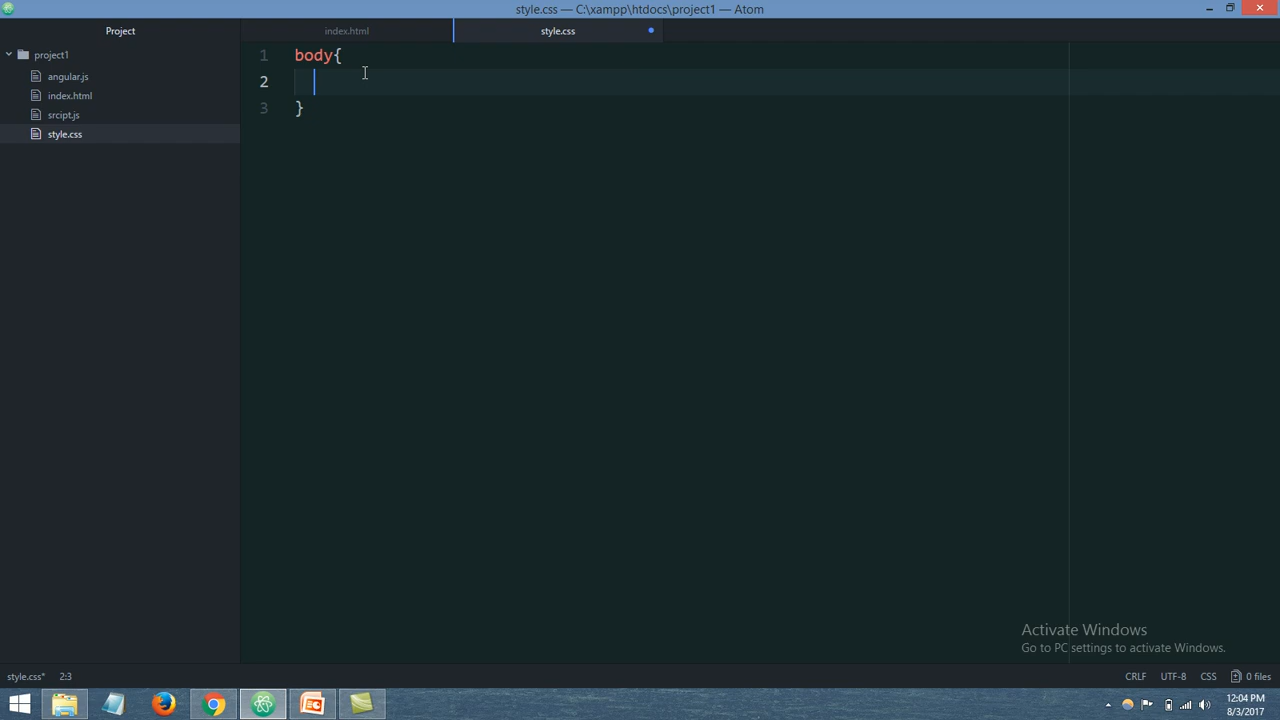 style.css — C:\xampp\htdocs\project1 — Atom
Project
index.html
style.css
project1
angular.js
index.html
srcipt.js
style.css
1 body{
2
3 }
Activate Windows
Go to PC settings to activate Windows.
style.css* 2:3 CRLF UTF-8 CSS 0 files
12:04 PM
8/3/2017